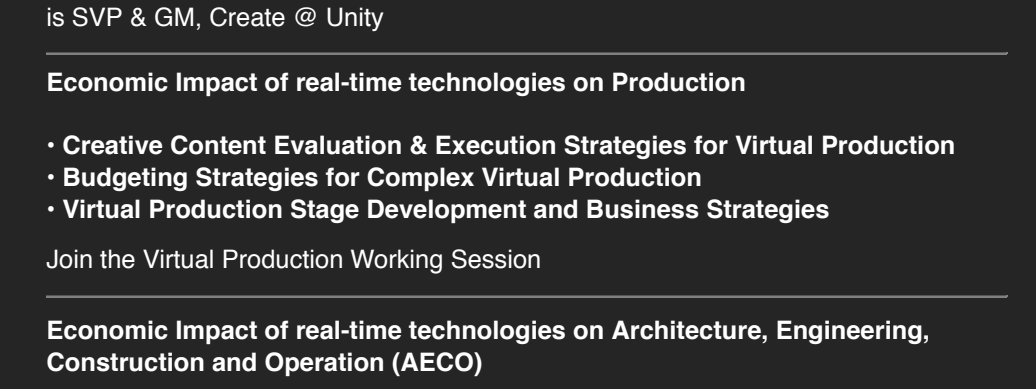 is SVP & GM, Create @ Unity
Economic Impact of real-time technologies on Production
• Creative Content Evaluation & Execution Strategies for Virtual Production
• Budgeting Strategies for Complex Virtual Production
• Virtual Production Stage Development and Business Strategies
Join the Virtual Production Working Session
Economic Impact of real-time technologies on Architecture, Engineering,
Construction and Operation (AECO)